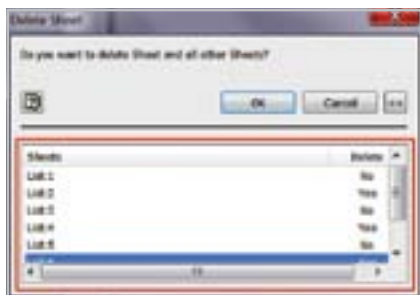 Delete Sheet
Do you want to delete Sheet and all other Sheets?
OK Cancel <<
Sheets Delete
List:1 No
List:2 Yes
List:3 No
List:4 Yes
List:5 No